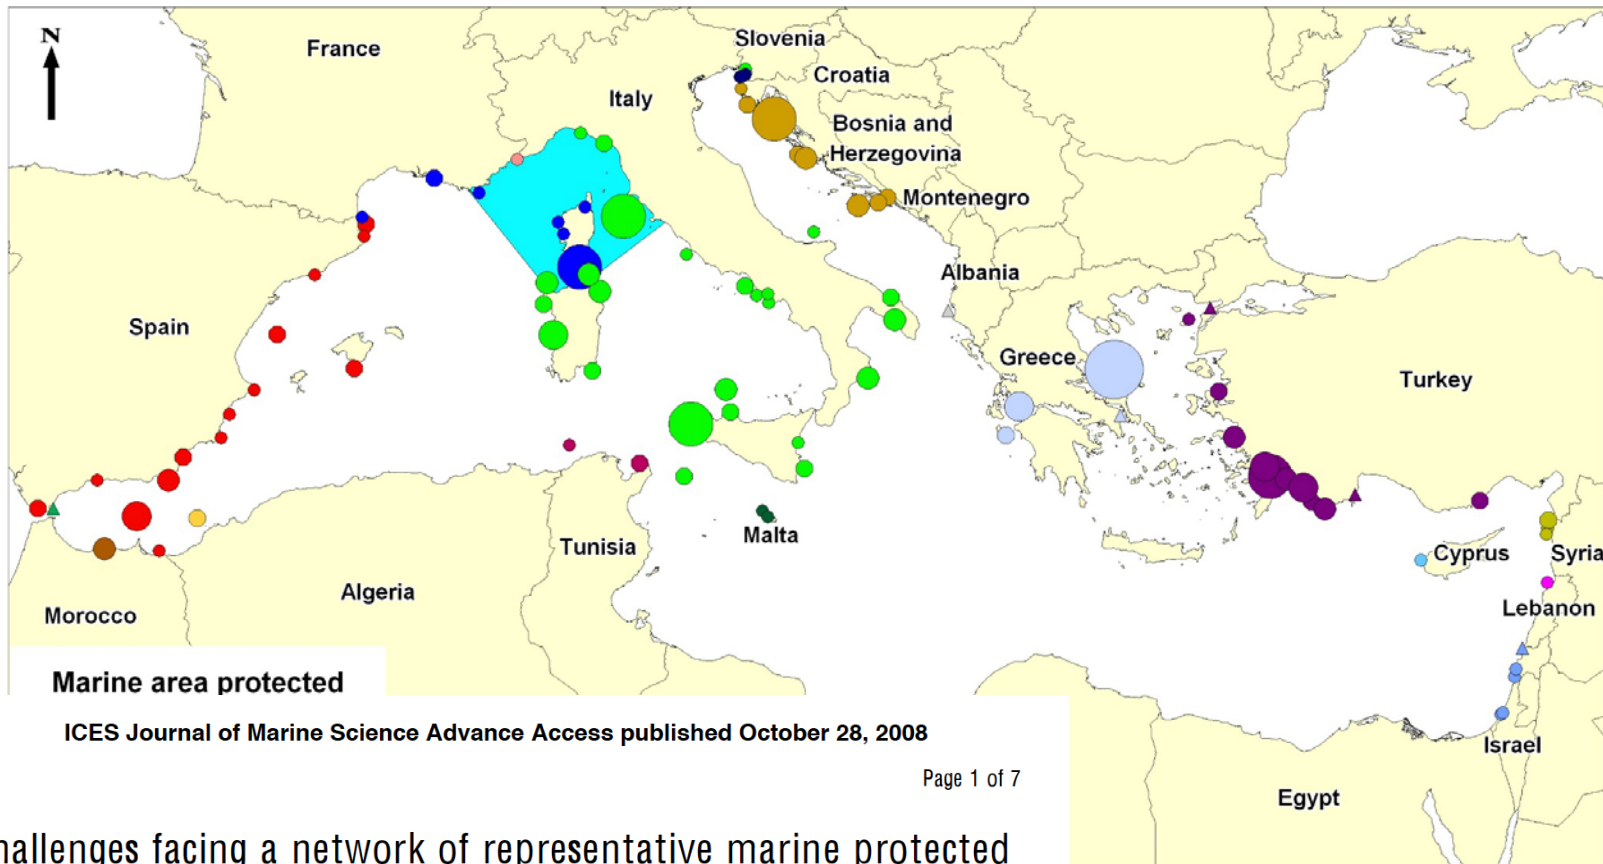 N
France
Slovenia
Croatia
Italy
Bosnia and
Herzegovina
Montenegro
Albania
Spain
Greece
Turkey
Malta
Tunisia
Cyprus
Syria
Algeria
Lebanon
Morocco
Marine area protected
Israel
Egypt
ICES Journal of Marine Science Advance Access published October 28, 2008
Page 1 of 7
hallenges facing a network of representative marine protected